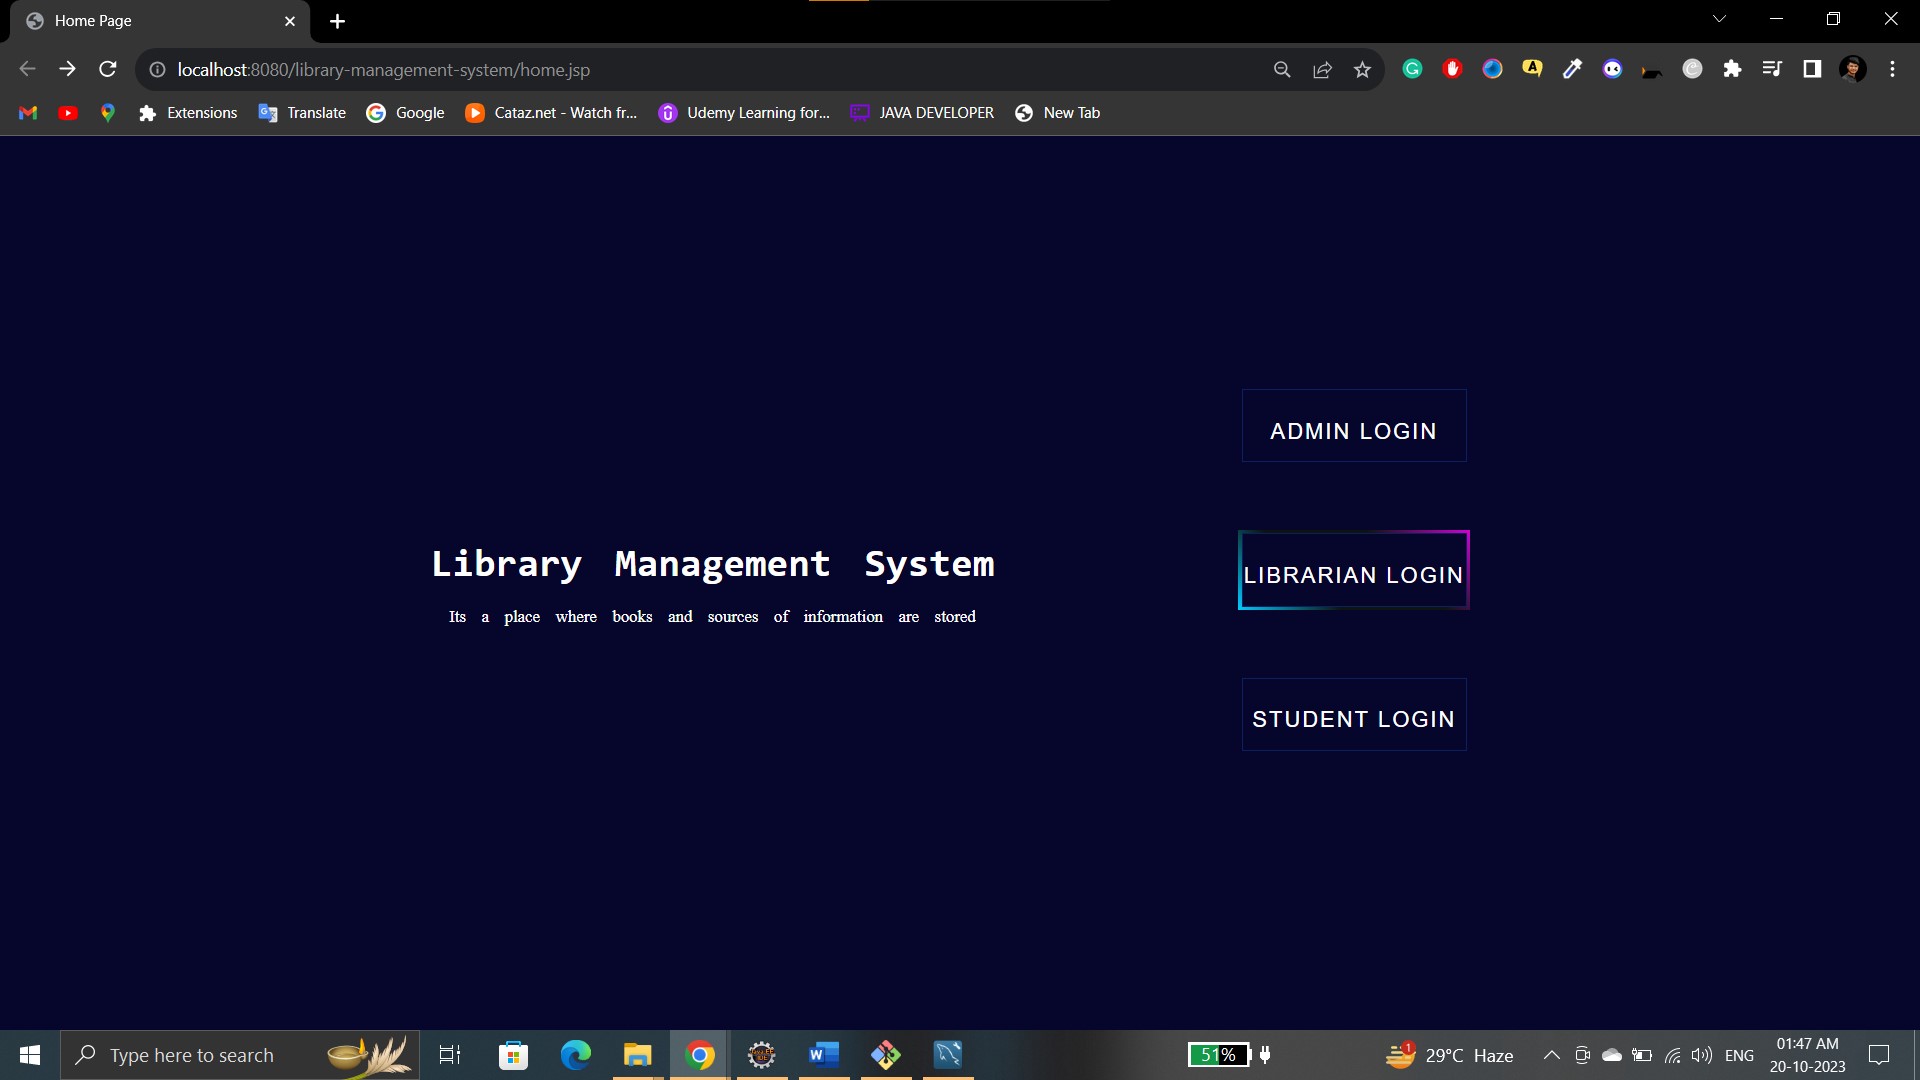 Home Page
localhost:8080/library-management-system/home.jsp
Extensions Translate Google Cataz.net - Watch fr... Udemy Learning for... JAVA DEVELOPER New Tab
ADMIN LOGIN
Library Management System
Its a place where books and sources of information are stored
LIBRARIAN LOGIN
STUDENT LOGIN
Type here to search
51%
1
29°C Haze
ENG
01:47 AM
20-10-2023